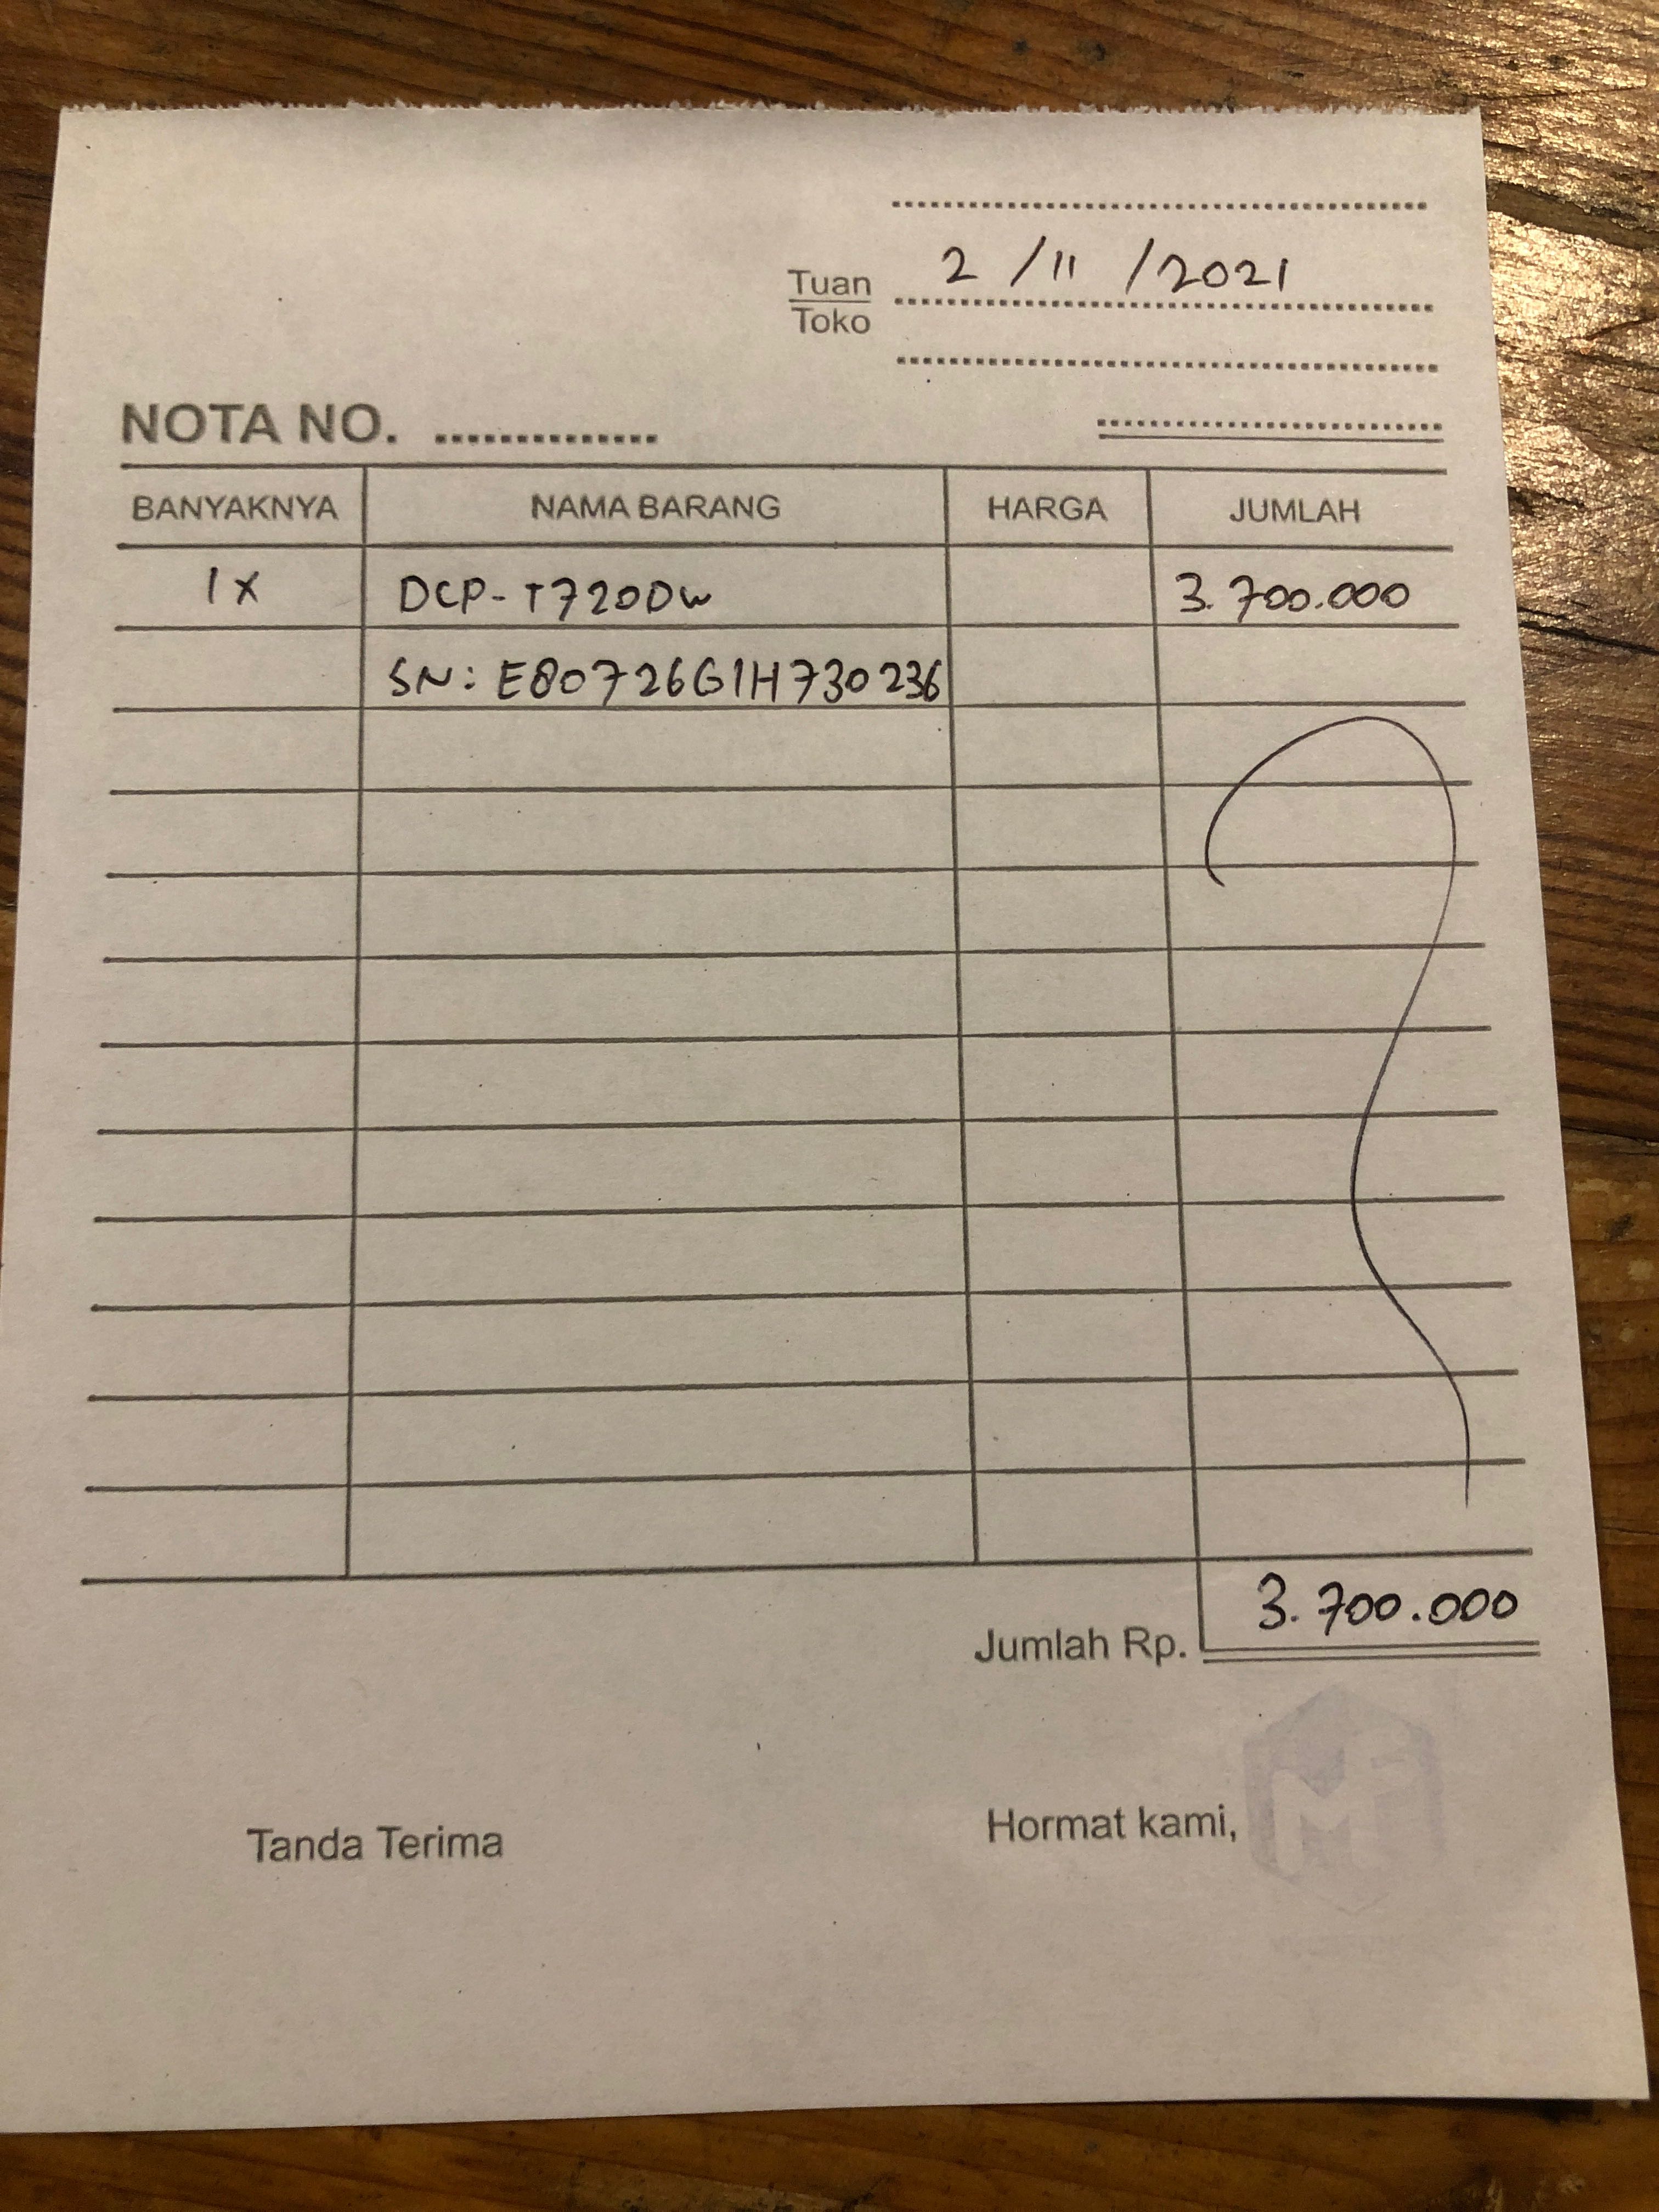 2 / 11 / 2021
Tuan
Toko
NOTA NO. ..............
BANYAKNYA NAMA BARANG HARGA JUMLAH
1x DCP-T720DW 3.700.000
SN: E80726G1H730236
Jumlah Rp. 3.700.000
Tanda Terima Hormat kami,